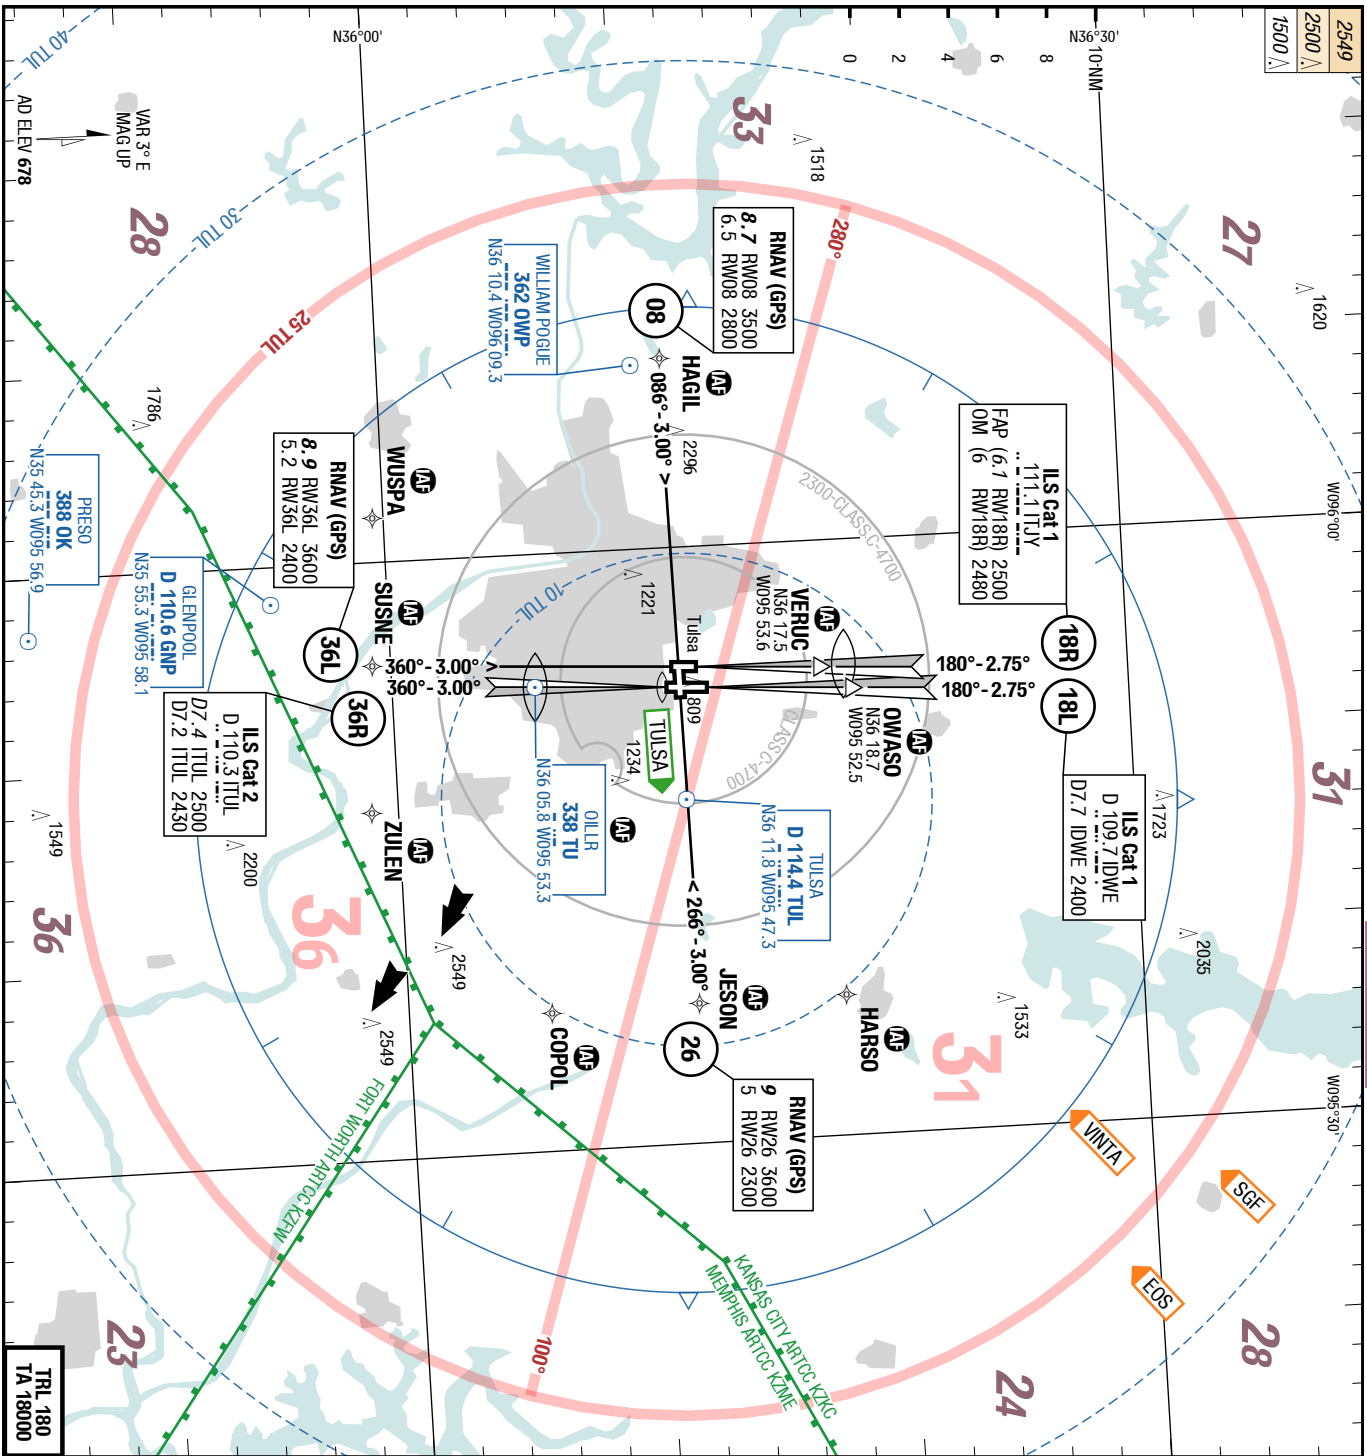 2549
2500
1500
N36°30'
10 NM
8
6
4
2
0
N36°00'
40 TUL
W096°00'
W095°30'
27
1620
33
1518
280°
VAR 3° E
MAG UP
AD ELEV 678
28
30 TUL
25 TUL
RNAV (GPS)
8.7 RW08 3500
6.5 RW08 2800
08
IAF
HAGIL
086°- 3.00° >
2296
WILLIAM POGUE
362 OWP
N36 10.4 W096 09.3
ILS Cat 1
111.1 ITJY
FAP (6.1 RW18R) 2500
OM (6 RW18R) 2480
18R
2300-CLASS.C-4700
1786
IAF
WUSPA
RNAV (GPS)
8.9 RW36L 3600
5.2 RW36L 2400
36L
PRESO
388 OK
N35 45.3 W095 56.9
GLENPOOL
D 110.6 GNP
N35 55.3 W095 58.1
IAF
SUSNE
360°- 3.00° >
360°- 3.00°
10 TUL
1221
Tulsa
809
IAF
VERUC
N36 17.5
W095 53.6
180°- 2.75°
180°- 2.75°
18L
IAF
OWASO
N36 18.7
W095 52.5
CLASS.C-4700
ILS Cat 1
D 109.7 IDWE
D7.7 IDWE 2400
1723
31
36R
ILS Cat 2
D 110.3 ITUL
D7.4 ITUL 2500
D7.2 ITUL 2430
TULSA
1234
IAF
OILLR
338 TU
N36 05.8 W095 53.3
TULSA
D 114.4 TUL
N36 11.8 W095 47.3
< 266°- 3.00°
IAF
JESON
26
RNAV (GPS)
9 RW26 3600
5 RW26 2300
IAF
HARSO
1533
2035
31
IAF
ZULEN
2200
1549
36
36
2549
2549
IAF
COPOL
VINTA
SGF
EOS
FORT WORTH ARTCC KZFW
KANSAS CITY ARTCC KZKC
MEMPHIS ARTCC KZME
100°
28
24
23
TRL 180
TA 18000